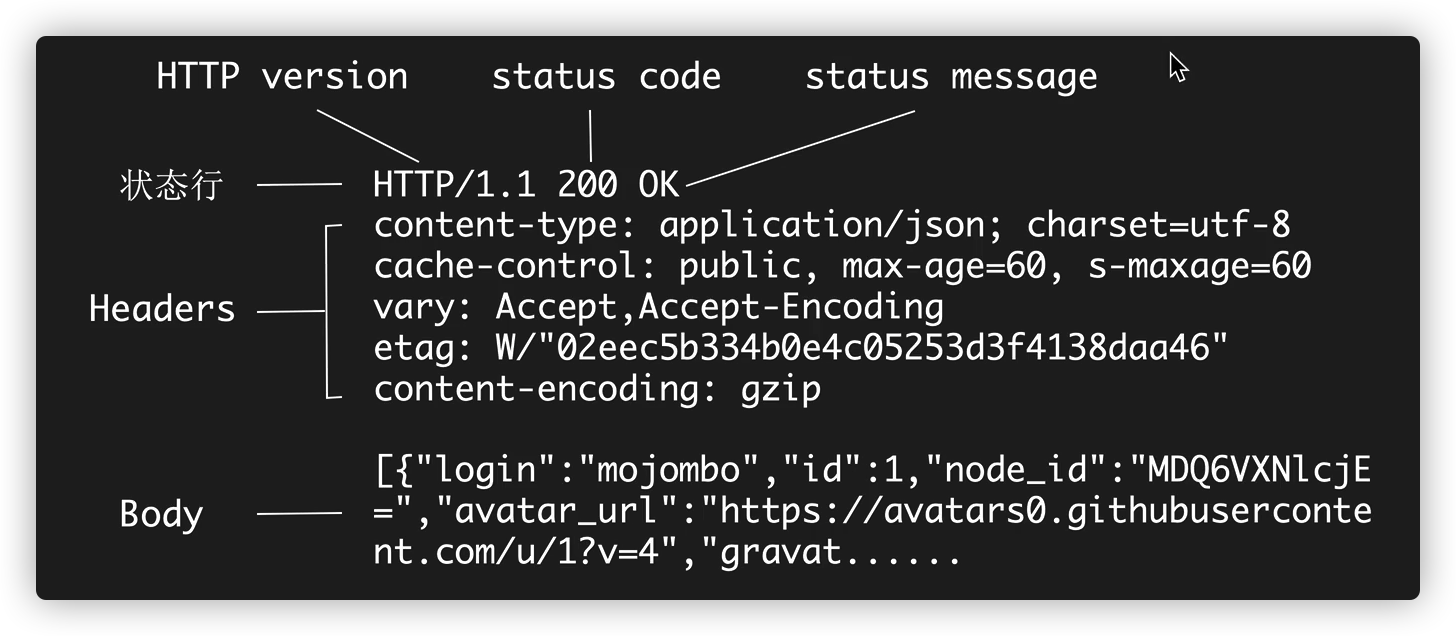 HTTP version status code status message
状态行 HTTP/1.1 200 OK
content-type: application/json; charset=utf-8
cache-control: public, max-age=60, s-maxage=60
Headers vary: Accept,Accept-Encoding
etag: W/"02eec5b334b0e4c05253d3f4138daa46"
content-encoding: gzip
[{"login":"mojombo","id":1,"node_id":"MDQ6VXNlcjE
Body =","avatar_url":"https://avatars0.githubuserconte
nt.com/u/1?v=4","gravat......